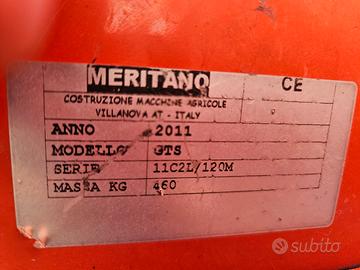 MERITANO CE
COSTRUZIONE MACCHINE AGRICOLE
VILLANOVA AT - ITALY
ANNO 2011
MODELLO GTS
SERIE 11C2L/120M
MASSA KG 460
subito